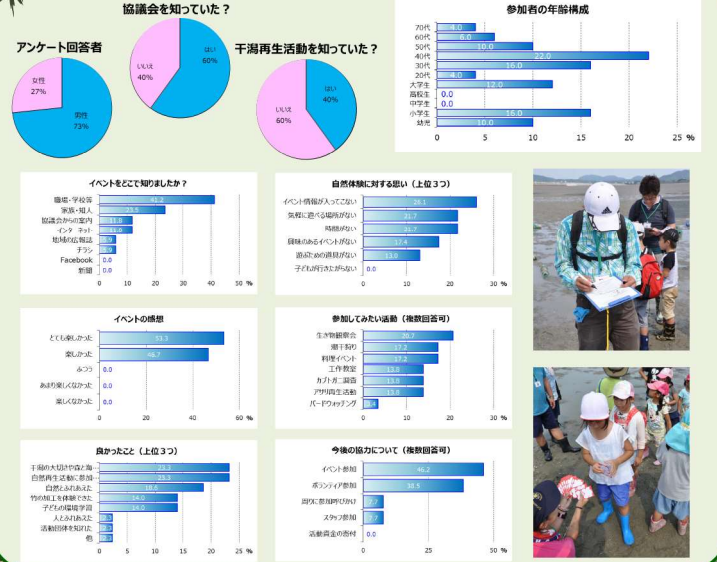 協議会を知っていた？
はい
60%
いいえ
40%
アンケート回答者
女性
27%
男性
73%
干潟再生活動を知っていた？
はい
40%
いいえ
60%
参加者の年齢構成
70代 4.0
60代 6.0
50代 10.0
40代 22.0
30代 16.0
20代 4.0
大学生 12.0
高校生 0.0
中学生 0.0
小学生 16.0
幼児 10.0
0 5 10 15 20 25 %
イベントをどこで知りましたか？
職場・学校等 41.2
家族・知人 23.5
協議会からの案内 11.8
インターネット
地域の広報誌
チラシ
Facebook 0.0
新聞 0.0
0 10 20 30 40 50 %
自然体験に対する思い（上位３つ）
イベント情報が入ってこない 26.1
気軽に遊べる場所がない 21.7
時間がない 21.7
興味のあるイベントがない 17.4
遊ぶための道具がない 13.0
子どもが行きたがらない 0.0
0 10 20 30 %
イベントの感想
とても楽しかった 53.3
楽しかった 46.7
ふつう 0.0
あまり楽しくなかった 0.0
楽しくなかった 0.0
0 20 40 60 %
参加してみたい活動（複数回答可）
生き物観察会 20.7
潮干狩り 17.2
料理イベント 17.2
工作教室 13.8
カブトガニ調査 13.8
アサリ再生活動 13.8
バードウォッチング 3.4
0 10 20 30 %
良かったこと（上位３つ）
干潟の大切さや森と海… 23.3
自然再生活動に参加… 23.3
自然とふれあえた 18.6
竹の加工を体験できた 14.0
子どもの環境学習 14.0
人とふれあえた 2.3
活動団体を知れた 2.3
他 2.3
0 5 10 15 20 25 %
今後の協力について（複数回答可）
イベント参加 46.2
ボランティア参加 38.5
周りに参加呼びかけ 7.7
スタッフ参加 7.7
活動資金の寄付 0.0
0 25 50 %